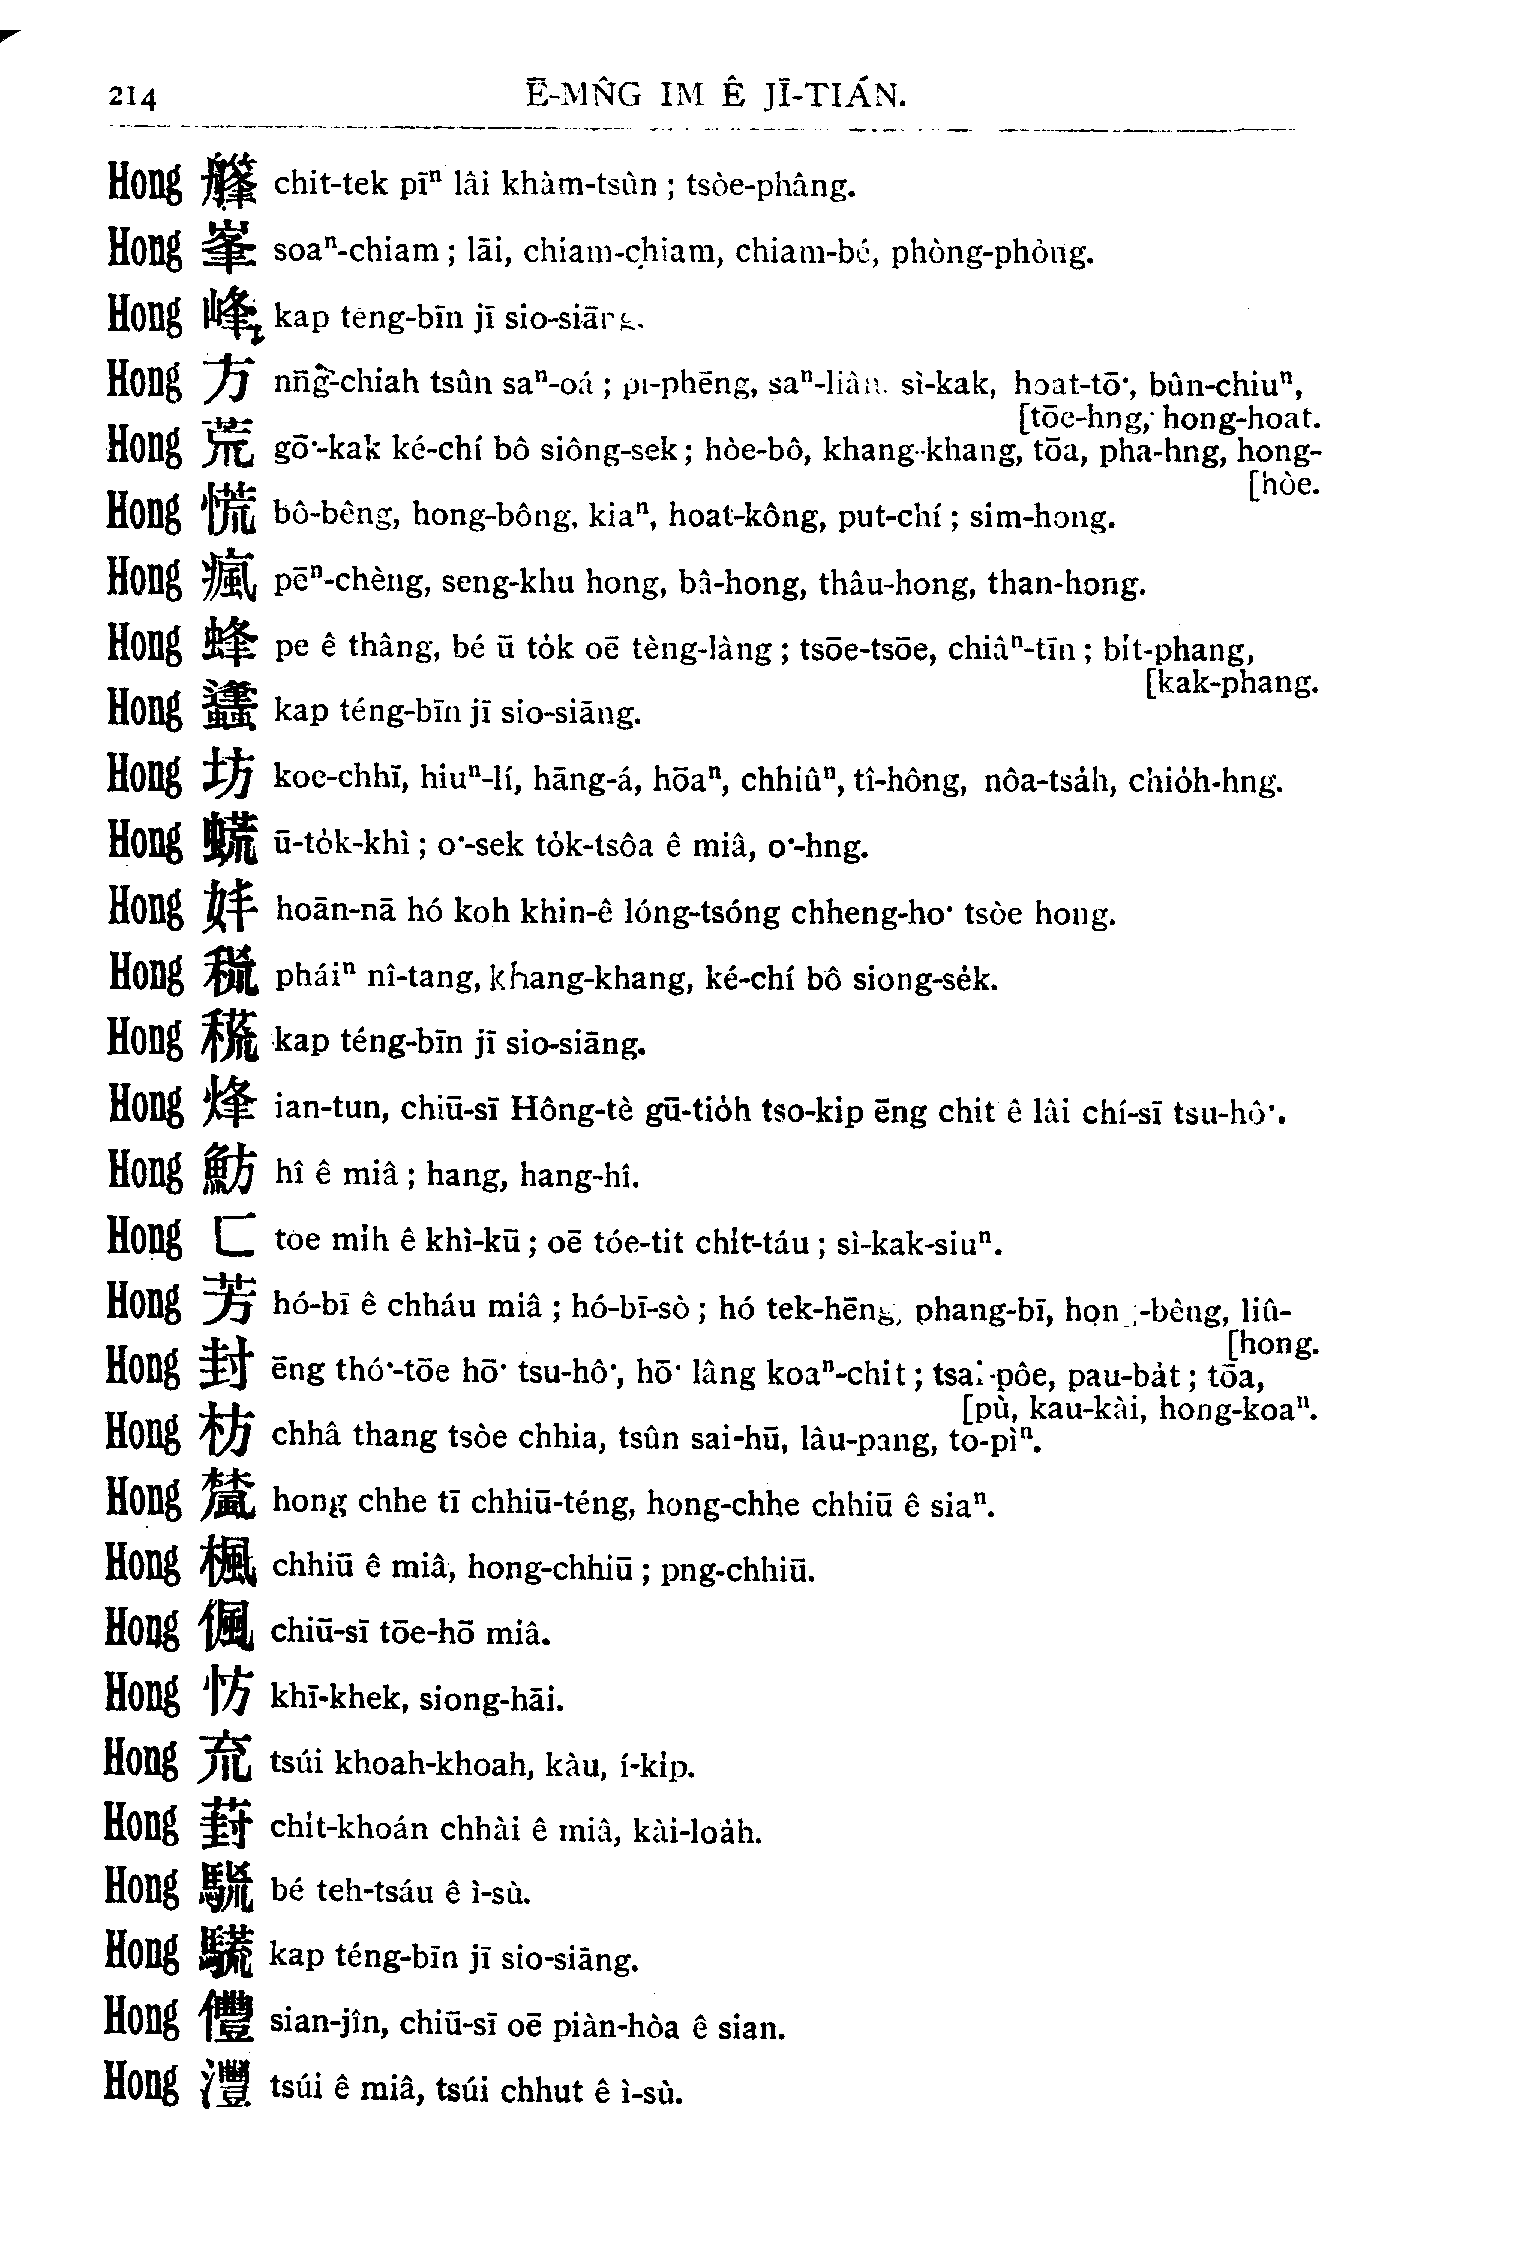 214 Ē-MN̂G IM Ê JĪ-TIÁN.
Hong 韸 chit-tek pīⁿ lâi khàm-tsûn ; tsòe-phâng.
Hong 峯 soaⁿ-chiam ; lāi, chiam-chiam, chiam-bé, phòng-phòng.
Hong 峰 kap téng-bīn jī sio-siāng.
Hong 方 nn̄g-chiah tsûn saⁿ-oá ; pi-phēng, saⁿ-liân. sì-kak, hoat-tō͘, bûn-chiuⁿ,
[tōe-hng, hong-hoat.
Hong 荒 gō͘-kak ké-chí bô siông-sek ; hòe-bô, khang-khang, tōa, pha-hng, hong-
[hòe.
Hong 慌 bô-bêng, hong-bông, kiaⁿ, hoat-kông, put-chí ; sim-hong.
Hong 瘋 pēⁿ-chèng, seng-khu hong, bâ-hong, thâu-hong, than-hong.
Hong 蜂 pe ê thâng, bé ū to̍k oē tèng-làng ; tsōe-tsōe, chiâⁿ-tīn ; bi̍t-phang,
[kak-phang.
Hong 蠭 kap téng-bīn jī sio-siāng.
Hong 坊 koe-chhī, hiuⁿ-lí, hāng-á, hōaⁿ, chhiûⁿ, tî-hông, nôa-tsa̍h, chio̍h-hng.
Hong 𧍗 ū-to̍k-khì ; o͘-sek to̍k-tsôa ê miâ, o͘-hng.
Hong 妦 hoān-nā hó koh khin-ê lóng-tsóng chheng-ho͘ tsòe hong.
Hong 䄮 pháiⁿ nî-tang, khang-khang, ké-chí bô siong-se̍k.
Hong kap téng-bīn jī sio-siāng.
Hong 烽 ian-tun, chiū-sī Hông-tè gū-tio̍h tso-ki̍p ēng chit ê lâi chí-sī tsu-hô͘.
Hong 魴 hî ê miâ ; hang, hang-hî.
Hong 匚 tóe mi̍h ê khì-kū ; oē tóe-tit chi̍t-táu ; sì-kak-siuⁿ.
Hong 芳 hó-bī ê chháu miâ ; hó-bī-sò ; hó tek-hēng, phang-bī, hong-bêng, liû-
[hong.
Hong 封 ēng thó͘-tōe hō͘ tsu-hô͘, hō͘ lâng koaⁿ-chit ; tsai-pôe, pau-ba̍t ; tōa,
[pù, kau-kài, hong-koaⁿ.
Hong 枋 chhâ thang tsòe chhia, tsûn sai-hū, lâu-pang, to-pìⁿ.
Hong 檒 hong chhe tī chhiū-téng, hong-chhe chhiū ê siaⁿ.
Hong 楓 chhiū ê miâ, hong-chhiū ; png-chhiū.
Hong 偑 chiū-sī tōe-hō miâ.
Hong 㤃 khī-khek, siong-hāi.
Hong 㐬 tsúi khoah-khoah, kàu, í-ki̍p.
Hong 葑 chi̍t-khoán chhài ê miâ, kài-loa̍h.
Hong 䮲 bé teh-tsáu ê ì-sù.
Hong kap téng-bīn jī sio-siāng.
Hong 僼 sian-jîn, chiū-sī oē piàn-hòa ê sian.
Hong 灃 tsúi ê miâ, tsúi chhut ê ì-sù.